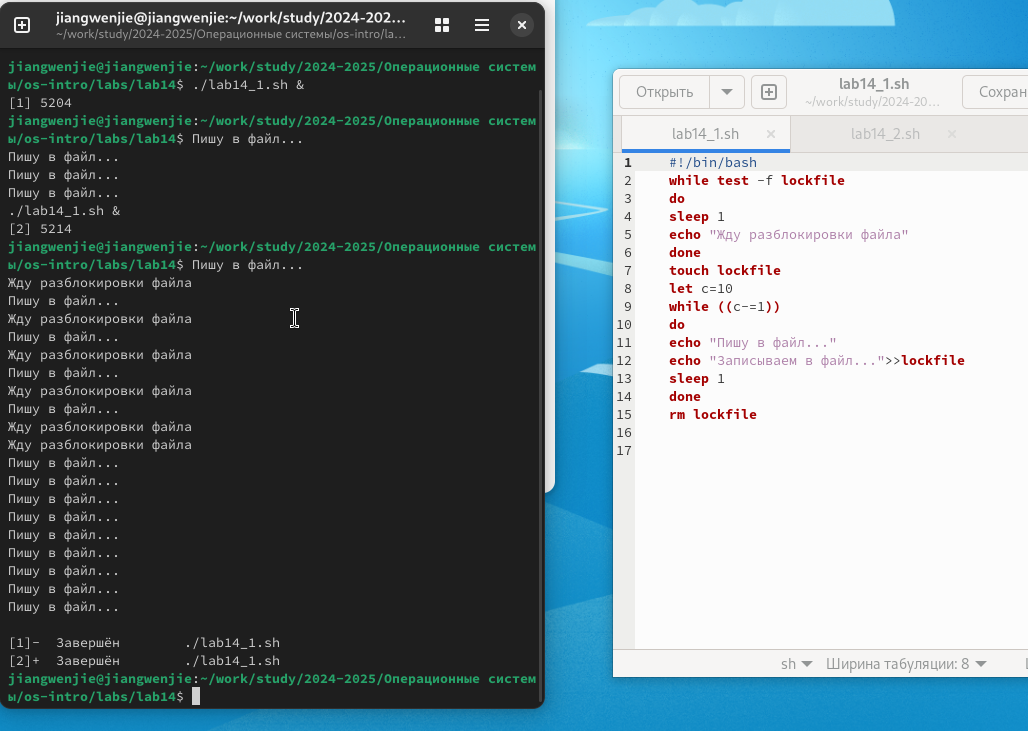 jiangwenjie@jiangwenjie:~/work/study/2024-202...
~/work/study/2024-2025/Операционные системы/os-intro/la...
jiangwenjie@jiangwenjie:~/work/study/2024-2025/Операционные систем
ы/os-intro/labs/lab14$ ./lab14_1.sh &
[1] 5204
jiangwenjie@jiangwenjie:~/work/study/2024-2025/Операционные систем
ы/os-intro/labs/lab14$ Пишу в файл...
Пишу в файл...
Пишу в файл...
Пишу в файл...
./lab14_1.sh &
[2] 5214
jiangwenjie@jiangwenjie:~/work/study/2024-2025/Операционные систем
ы/os-intro/labs/lab14$ Пишу в файл...
Жду разблокировки файла
Пишу в файл...
Жду разблокировки файла
Пишу в файл...
Жду разблокировки файла
Пишу в файл...
Жду разблокировки файла
Пишу в файл...
Жду разблокировки файла
Жду разблокировки файла
Пишу в файл...
Пишу в файл...
Пишу в файл...
Пишу в файл...
Пишу в файл...
Пишу в файл...
Пишу в файл...
Пишу в файл...
Пишу в файл...
[1]-  Завершён        ./lab14_1.sh
[2]+  Завершён        ./lab14_1.sh
jiangwenjie@jiangwenjie:~/work/study/2024-2025/Операционные систем
ы/os-intro/labs/lab14$
Открыть
lab14_1.sh
~/work/study/2024-20...
Сохран
lab14_1.sh
lab14_2.sh
1 #!/bin/bash
2 while test -f lockfile
3 do
4 sleep 1
5 echo "Жду разблокировки файла"
6 done
7 touch lockfile
8 let c=10
9 while ((c-=1))
10 do
11 echo "Пишу в файл..."
12 echo "Записываем в файл...">>lockfile
13 sleep 1
14 done
15 rm lockfile
16
17
sh
Ширина табуляции: 8